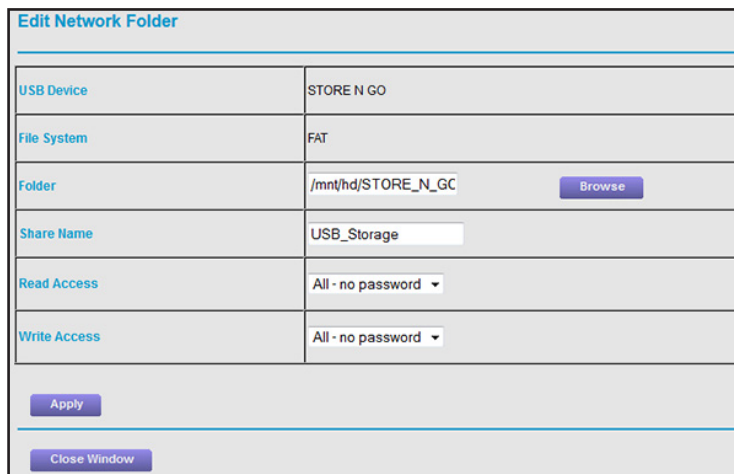 Edit Network Folder
USB Device STORE N GO
File System FAT
Folder /mnt/hd/STORE_N_GO Browse
Share Name USB_Storage
Read Access All - no password
Write Access All - no password
Apply
Close Window